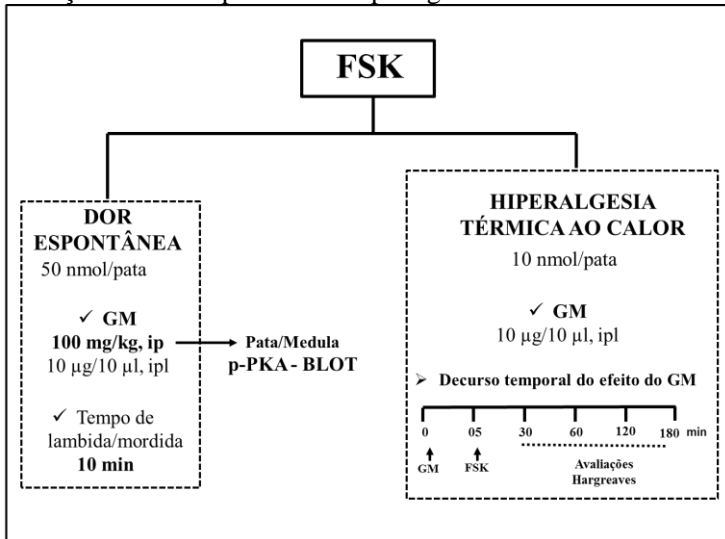 FSK
DOR
ESPONTÂNEA
50 nmol/pata
✓ GM
100 mg/kg, ip
10 µg/10 µl, ipl
✓ Tempo de
lambida/mordida
10 min
Pata/Medula
p-PKA - BLOT
HIPERALGESIA
TÉRMICA AO CALOR
10 nmol/pata
✓ GM
10 µg/10 µl, ipl
➢ Decurso temporal do efeito do GM
0 05 30 60 120 180 min
GM FSK Avaliações
Hargreaves